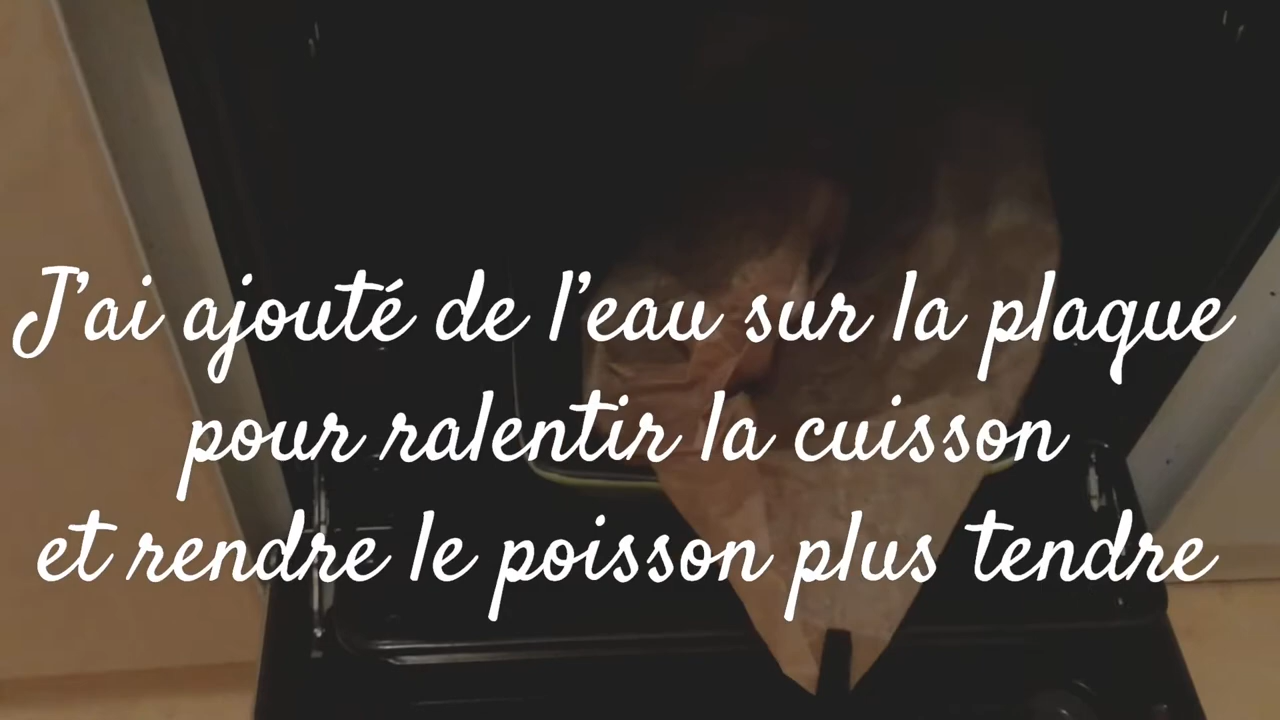 J'ai ajouté de l'eau sur la plaque
pour ralentir la cuisson
et rendre le poisson plus tendre